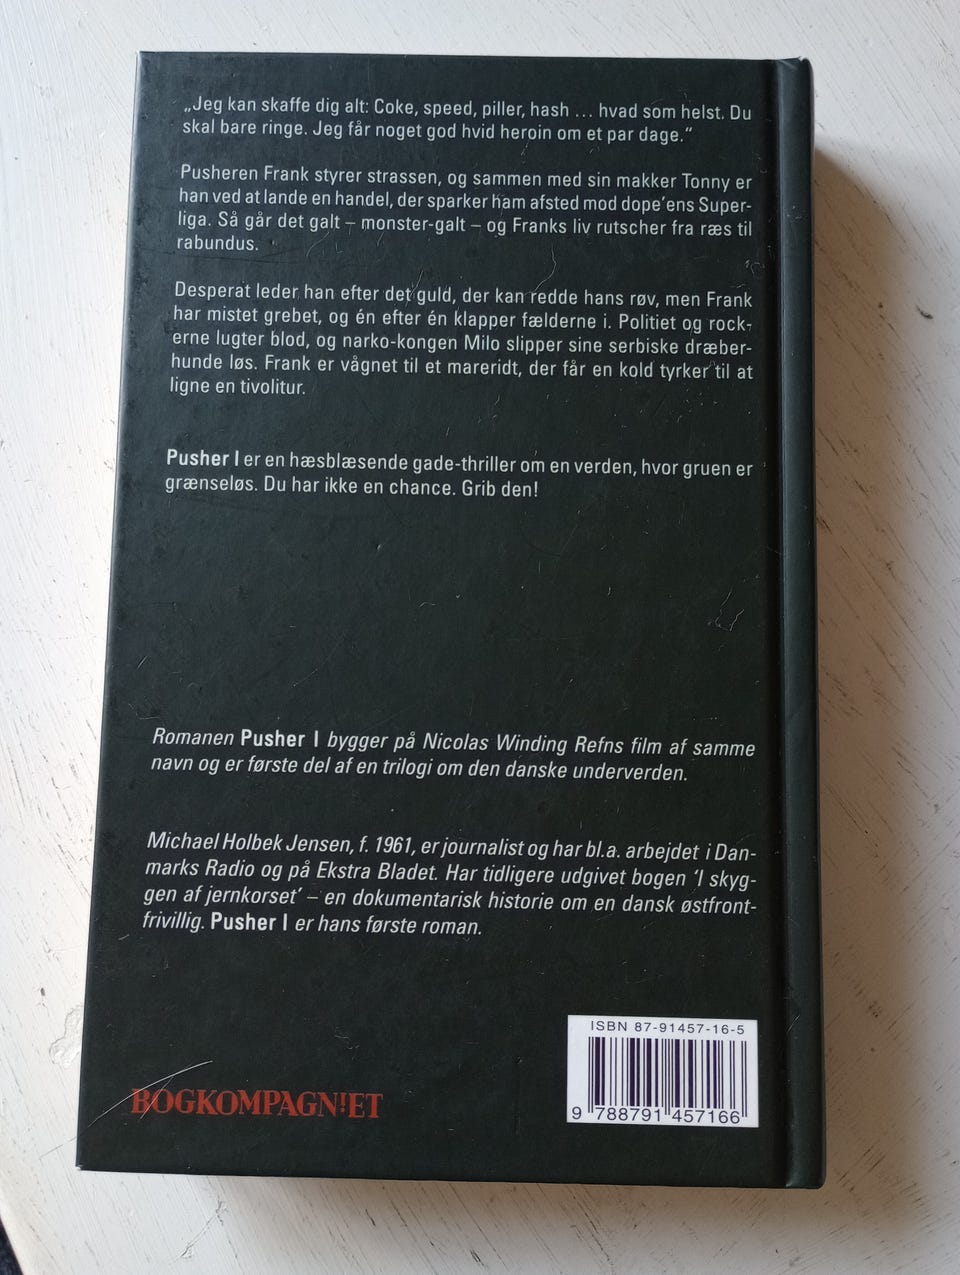 „Jeg kan skaffe dig alt: Coke, speed, piller, hash ... hvad som helst. Du
skal bare ringe. Jeg får noget god hvid heroin om et par dage.“
Pusheren Frank styrer strassen, og sammen med sin makker Tonny er
han ved at lande en handel, der sparker ham afsted mod dope'ens Super-
liga. Så går det galt – monster-galt – og Franks liv rutscher fra ræs til
rabundus.
Desperat leder han efter det guld, der kan redde hans røv, men Frank
har mistet grebet, og én efter én klapper fælderne i. Politiet og rock-
erne lugter blod, og narko-kongen Milo slipper sine serbiske dræber-
hunde løs. Frank er vågnet til et mareridt, der får en kold tyrker til at
ligne en tivolitur.
Pusher I er en hæsblæsende gade-thriller om en verden, hvor gruen er
grænseløs. Du har ikke en chance. Grib den!
Romanen Pusher I bygger på Nicolas Winding Refns film af samme
navn og er første del af en trilogi om den danske underverden.
Michael Holbek Jensen, f. 1961, er journalist og har bl.a. arbejdet i Dan-
marks Radio og på Ekstra Bladet. Har tidligere udgivet bogen ‘I skyg-
gen af jernkorset’ – en dokumentarisk historie om en dansk østfront-
frivillig. Pusher I er hans første roman.
ISBN 87-91457-16-5
9 788791 457166
BOGKOMPAGN!ET